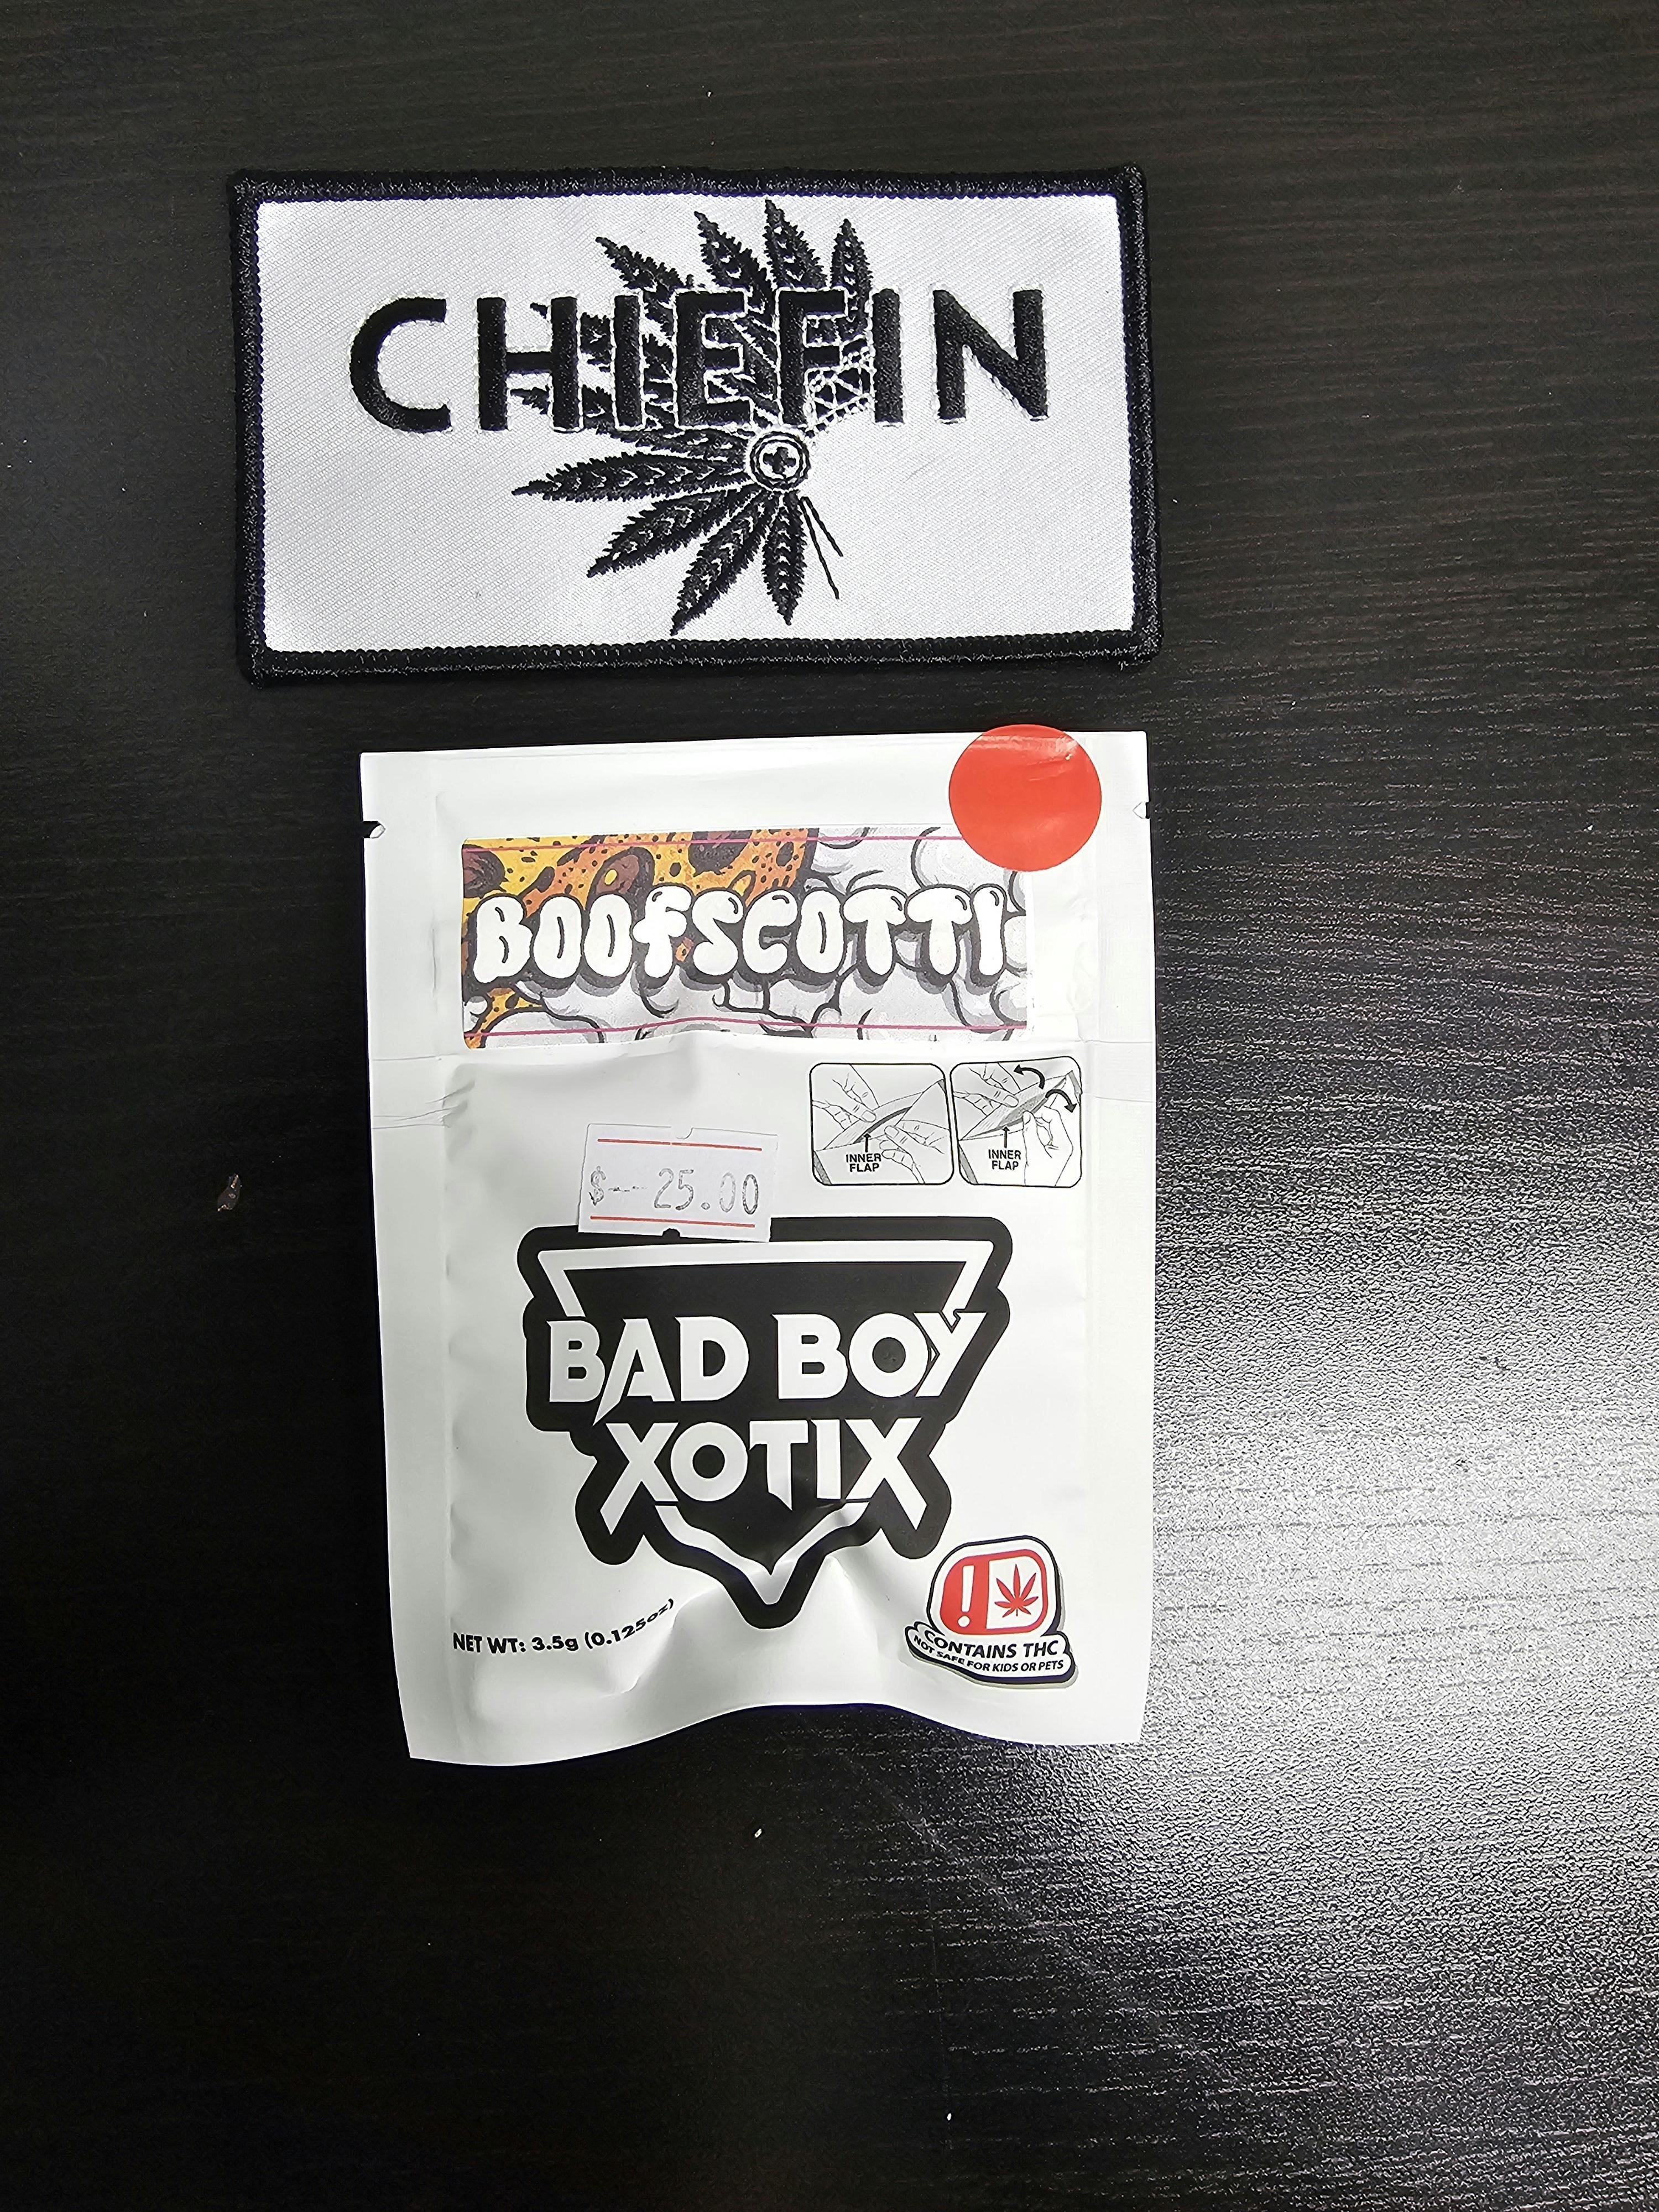 CHIEFIN
BOOFSCOTTI
INNER
FLAP
INNER
FLAP
$-- 25.00
BAD BOY
XOTIX
NET WT: 3.5g (0.125oz)
!
CONTAINS THC
NOT SAFE FOR KIDS OR PETS